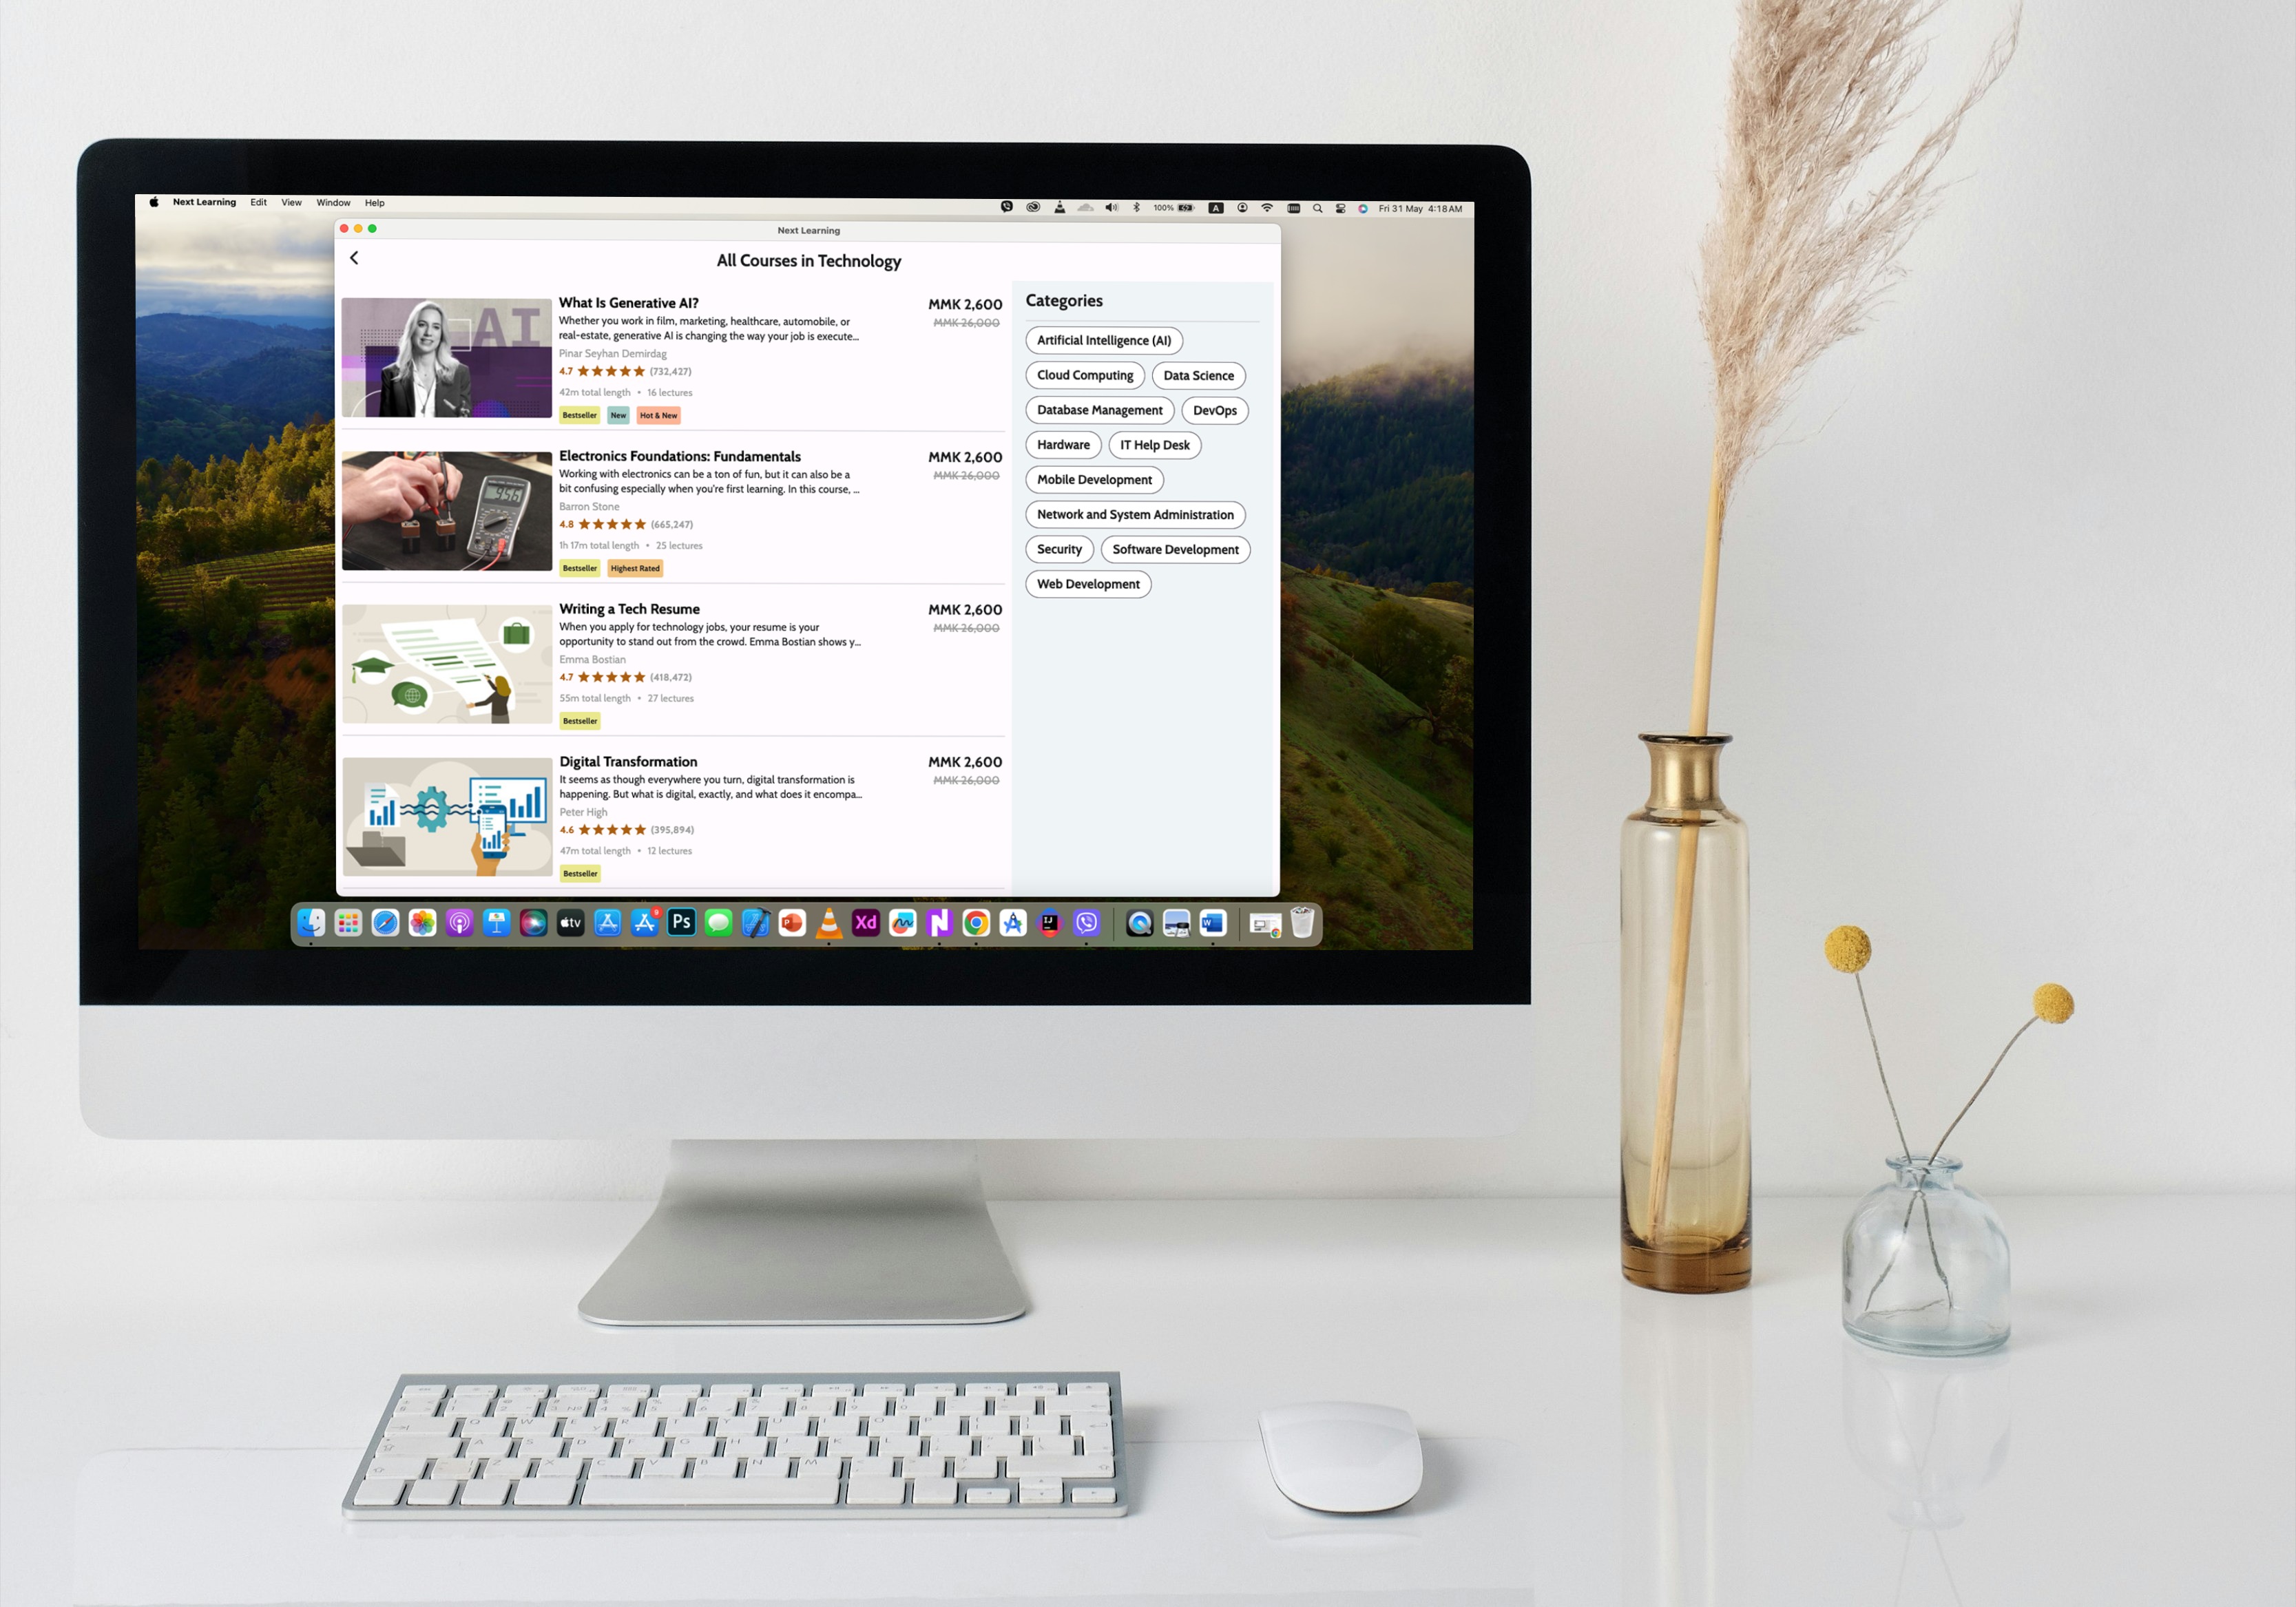 Next Learning Edit View Window Help
100% A Fri 31 May 4:18 AM
Next Learning
All Courses in Technology
AI
What Is Generative AI?
MMK 2,600
Whether you work in film, marketing, healthcare, automobile, or
MMK 26,000
real-estate, generative AI is changing the way your job is execute...
Pinar Seyhan Demirdag
4.7 (732,427)
42m total length • 16 lectures
Bestseller New Hot & New
956
Electronics Foundations: Fundamentals
MMK 2,600
Working with electronics can be a ton of fun, but it can also be a
MMK 26,000
bit confusing especially when you're first learning. In this course, ...
Barron Stone
4.8 (665,247)
1h 17m total length • 25 lectures
Bestseller Highest Rated
Writing a Tech Resume
MMK 2,600
When you apply for technology jobs, your resume is your
MMK 26,000
opportunity to stand out from the crowd. Emma Bostian shows y...
Emma Bostian
4.7 (418,472)
55m total length • 27 lectures
Bestseller
Digital Transformation
MMK 2,600
It seems as though everywhere you turn, digital transformation is
MMK 26,000
happening. But what is digital, exactly, and what does it encompa...
Peter High
4.6 (395,894)
47m total length • 12 lectures
Bestseller
Categories
Artificial Intelligence (AI)
Cloud Computing Data Science
Database Management DevOps
Hardware IT Help Desk
Mobile Development
Network and System Administration
Security Software Development
Web Development
tv 9 Ps P Xd N IJ W
Q W E R T Y U I O P
A S D F G H J K L
Z X C V B N M